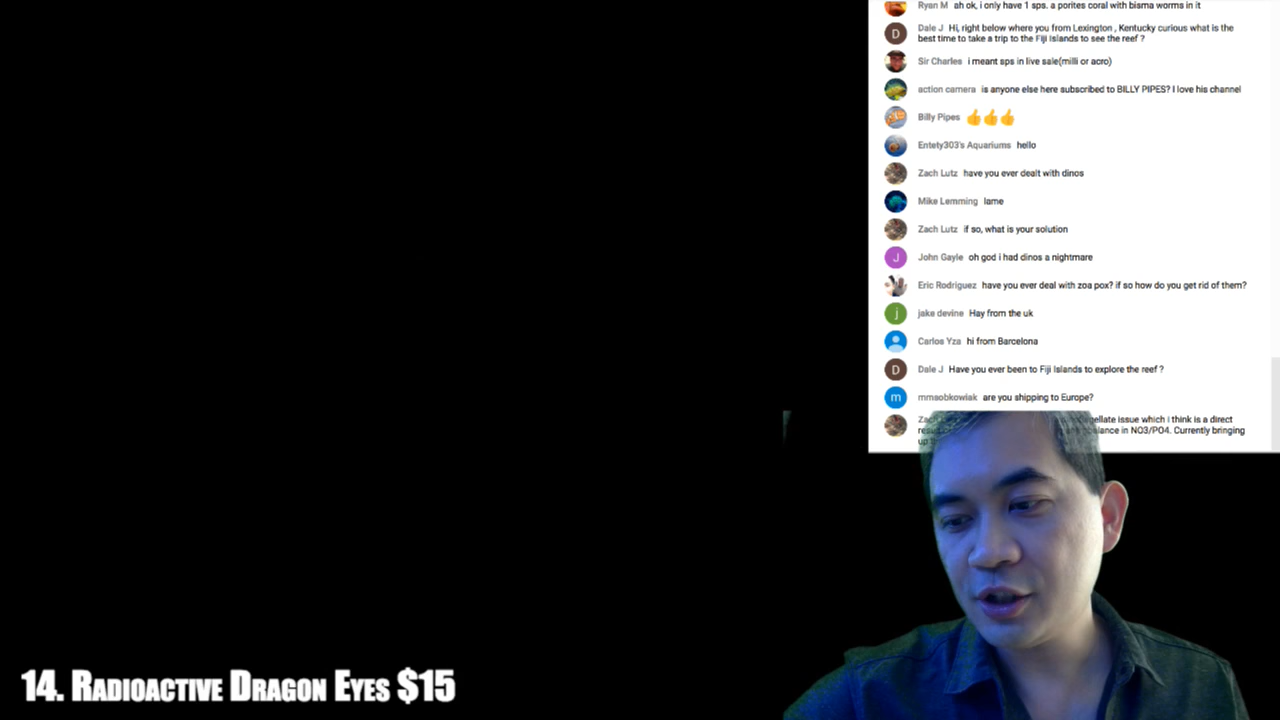 Ryan M ah ok, i only have 1 sps. a porites coral with bisma worms in it
D Dale J Hi, right below where you from Lexington , Kentucky curious what is the
best time to take a trip to the Fiji Islands to see the reef ?
Sir Charles i meant sps in live sale(milli or acro)
action camera is anyone else here subscribed to BILLY PIPES? I love his channel
Billy Pipes 👍👍👍
Entety303's Aquariums hello
Zach Lutz have you ever dealt with dinos
Mike Lemming lame
Zach Lutz if so, what is your solution
J John Gayle oh god i had dinos a nightmare
Eric Rodriguez have you ever deal with zoa pox? if so how do you get rid of them?
j jake devine Hay from the uk
Carlos Yza hi from Barcelona
D Dale J Have you ever been to Fiji Islands to explore the reef ?
m mmsobkowiak are you shipping to Europe?
issue which i think is a direct
in NO3/PO4. Currently bringing
up
14. RADIOACTIVE DRAGON EYES $15